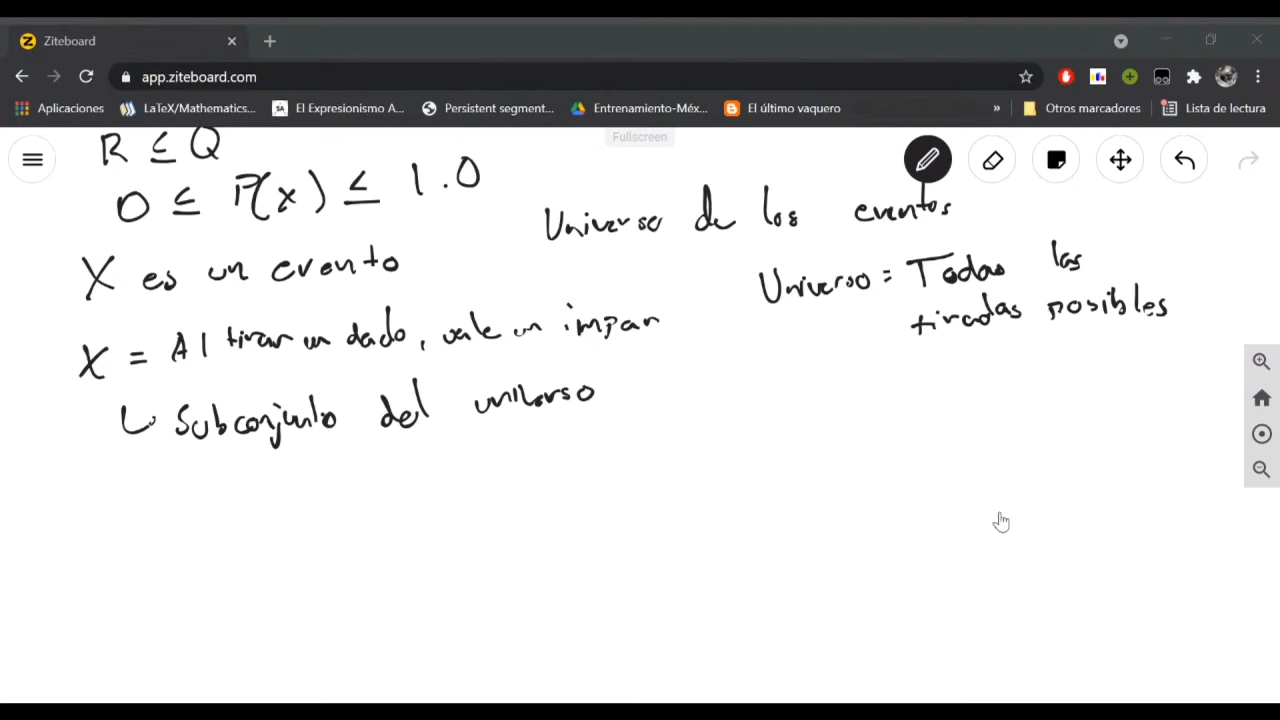 Ziteboard
app.ziteboard.com
Aplicaciones
LaTeX/Mathematics...
El Expresionismo A...
Persistent segment...
Entrenamiento-Méx...
El último vaquero
»
Otros marcadores
Lista de lectura
Fullscreen
R ≤ Q
0 ≤ P(x) ≤ 1.0
Universo de los eventos
X es un evento
Universo = Todas las
tiradas posibles
X = Al tirar un dado, vale un impar
↳ Subconjunto del universo